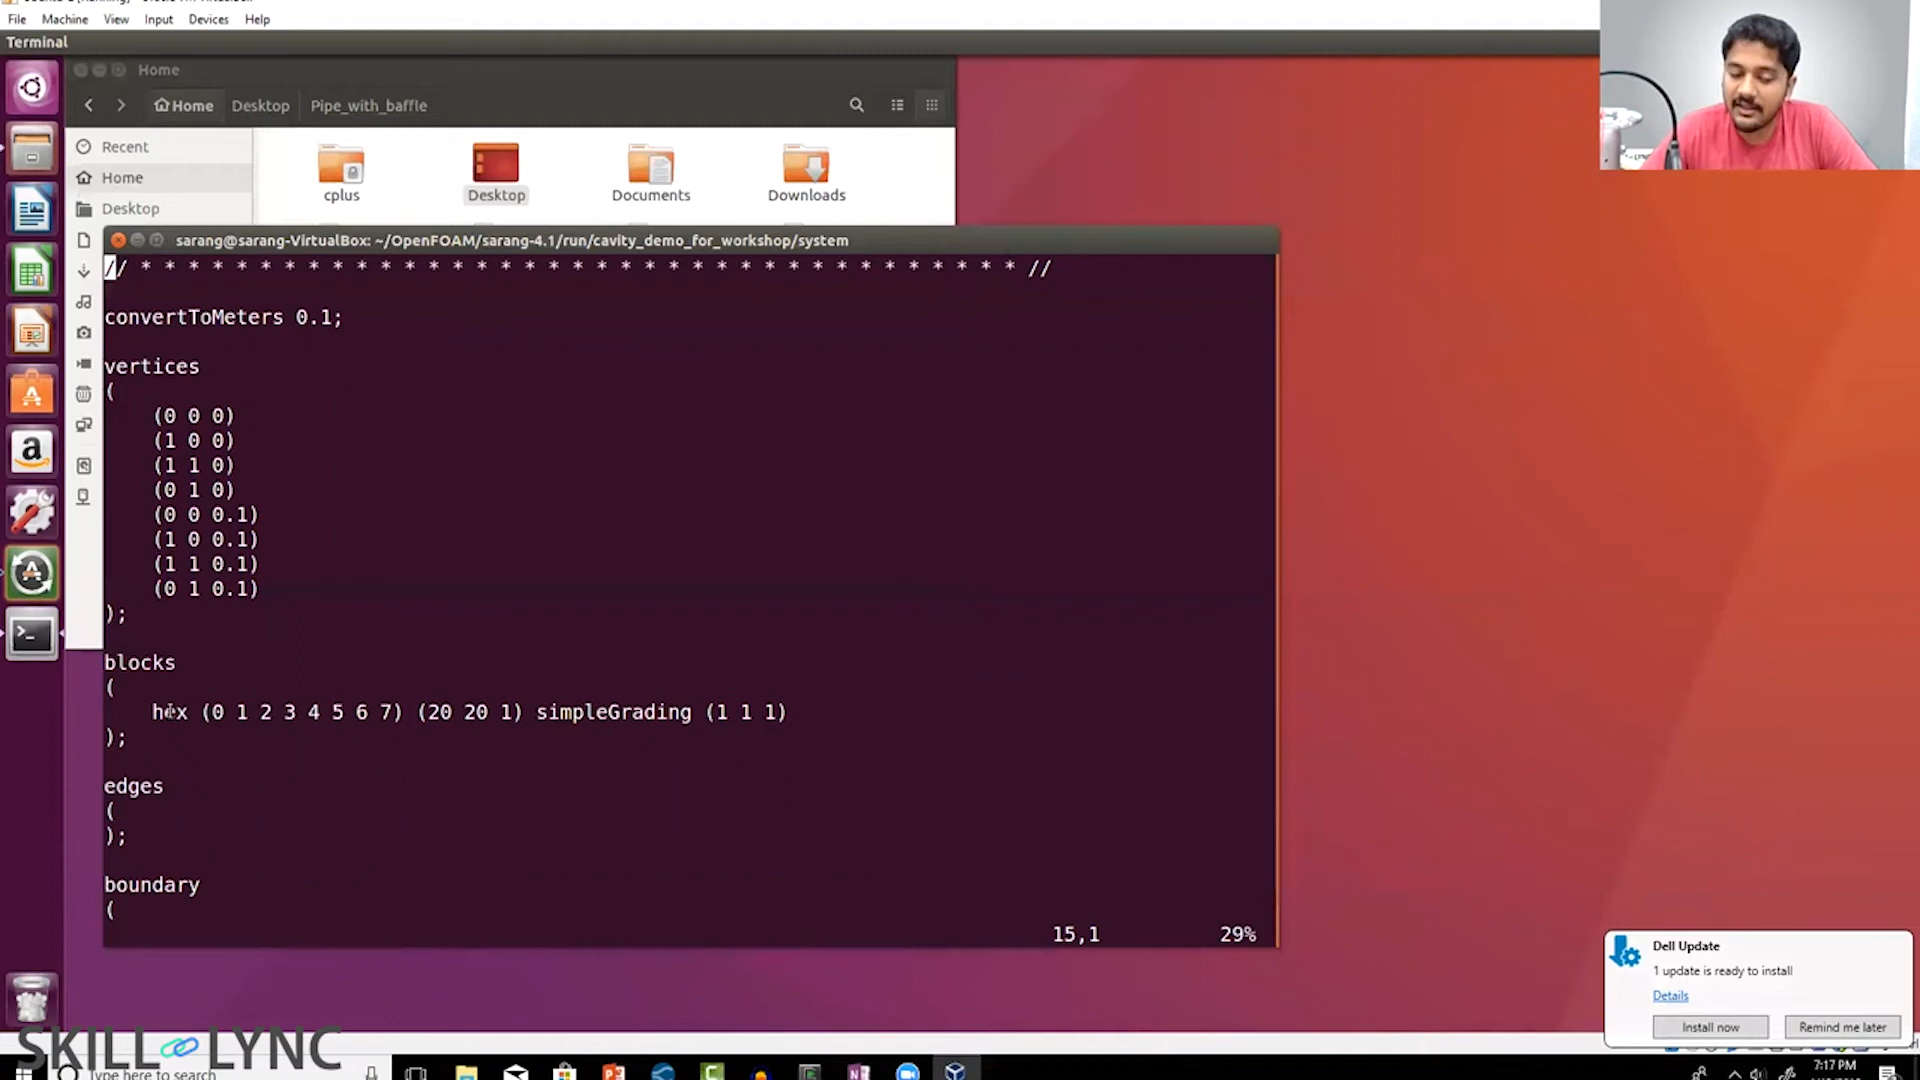 File Machine View Input Devices Help
Terminal
Home
Home Desktop Pipe_with_baffle
Recent
Home
Desktop
cplus Desktop Documents Downloads
sarang@sarang-VirtualBox: ~/OpenFOAM/sarang-4.1/run/cavity_demo_for_workshop/system
// * * * * * * * * * * * * * * * * * * * * * * * * * * * * * * * * * * * * * //
convertToMeters 0.1;
vertices
(
(0 0 0)
(1 0 0)
(1 1 0)
(0 1 0)
(0 0 0.1)
(1 0 0.1)
(1 1 0.1)
(0 1 0.1)
);
blocks
(
hex (0 1 2 3 4 5 6 7) (20 20 1) simpleGrading (1 1 1)
);
edges
(
);
boundary
(
15,1 29%
Dell Update
1 update is ready to install
Details
Install now Remind me later
SKILL LYNC
Type here to search
7:17 PM